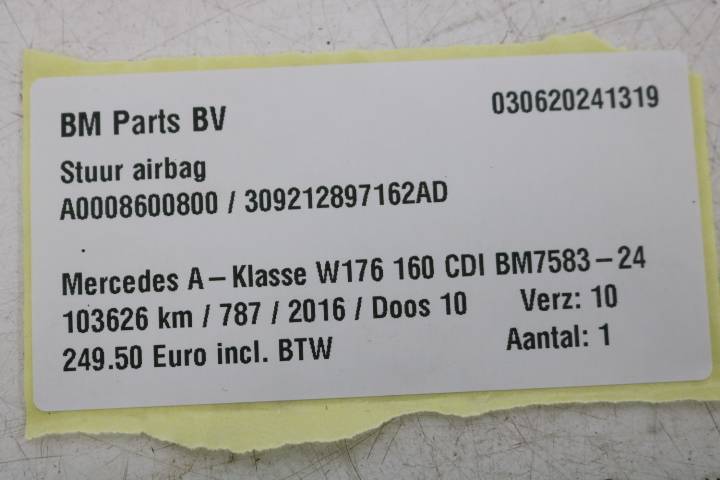 BM Parts BV 030620241319
Stuur airbag
A0008600800 / 309212897162AD
Mercedes A-Klasse W176 160 CDI BM7583-24
103626 km / 787 / 2016 / Doos 10 Verz: 10
249.50 Euro incl. BTW Aantal: 1